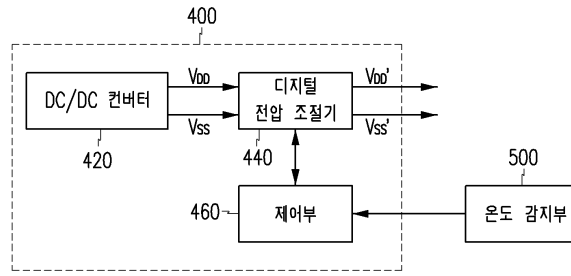 400
DC/DC 컨버터
VDD
VSS
디지털
전압 조절기
VDD'
VSS'
420
440
460
제어부
500
온도 감지부